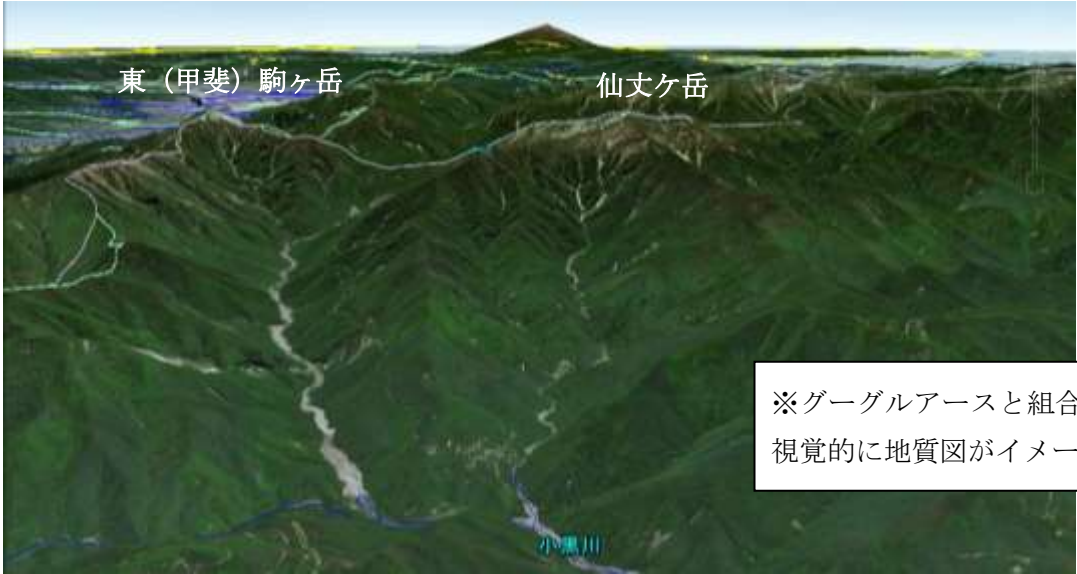 東（甲斐）駒ヶ岳
仙丈ケ岳
※グーグルアースと組合
視覚的に地質図がイメー
小黒川